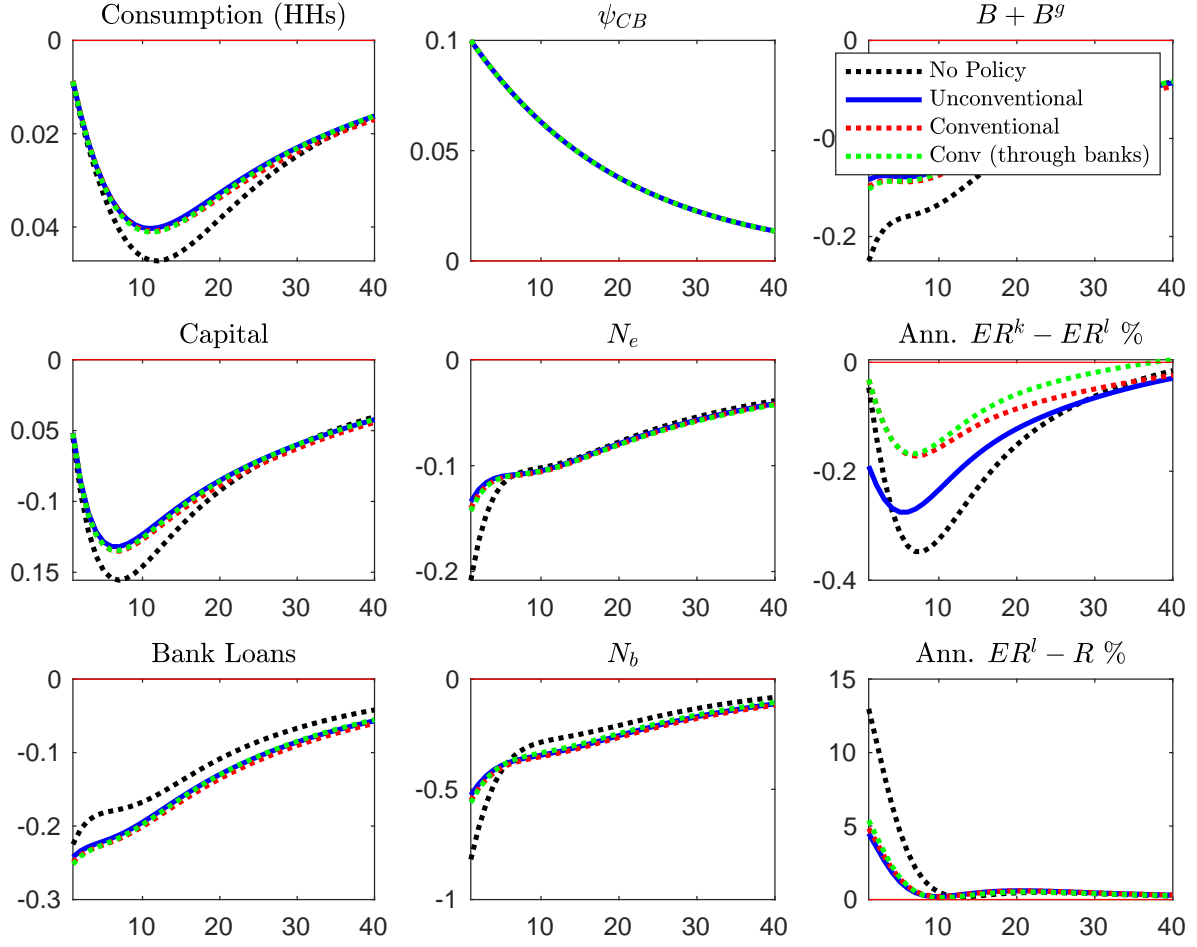 Consumption (HHs)
ψ_CB
B + B^g
0
0.02
0.04
10 20 30 40
0.1
0.05
0
10 20 30 40
0
-0
-0.2
10 20 30 40
No Policy
Unconventional
Conventional
Conv (through banks)
Capital
N_e
Ann. ER^k − ER^l %
0
0.05
-0.1
0.15
10 20 30 40
0
-0.1
-0.2
10 20 30 40
0
-0.2
-0.4
10 20 30 40
Bank Loans
N_b
Ann. ER^l − R %
0
-0.1
-0.2
-0.3
10 20 30 40
0
-0.5
-1
10 20 30 40
15
10
5
0
10 20 30 40